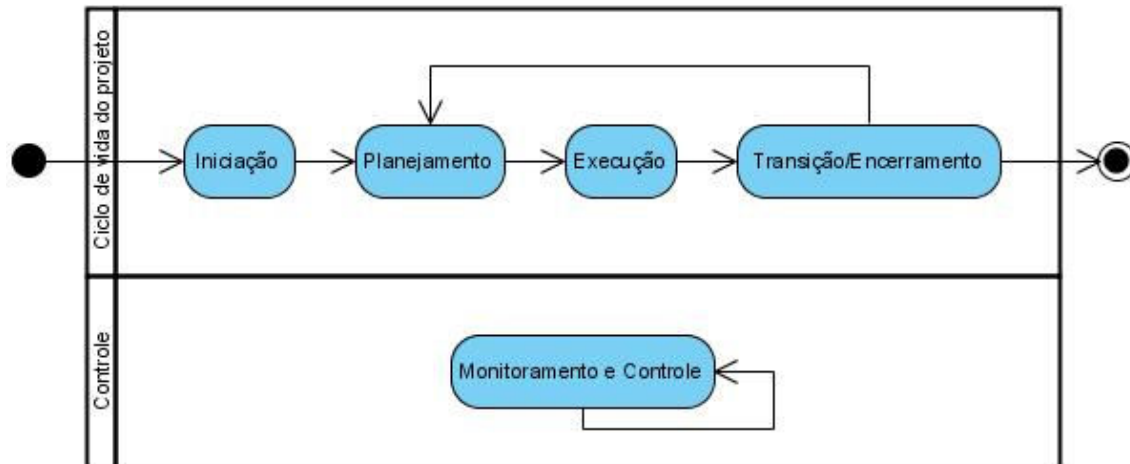 Ciclo de vida do projeto
Iniciação
Planejamento
Execução
Transição/Encerramento
Controle
Monitoramento e Controle